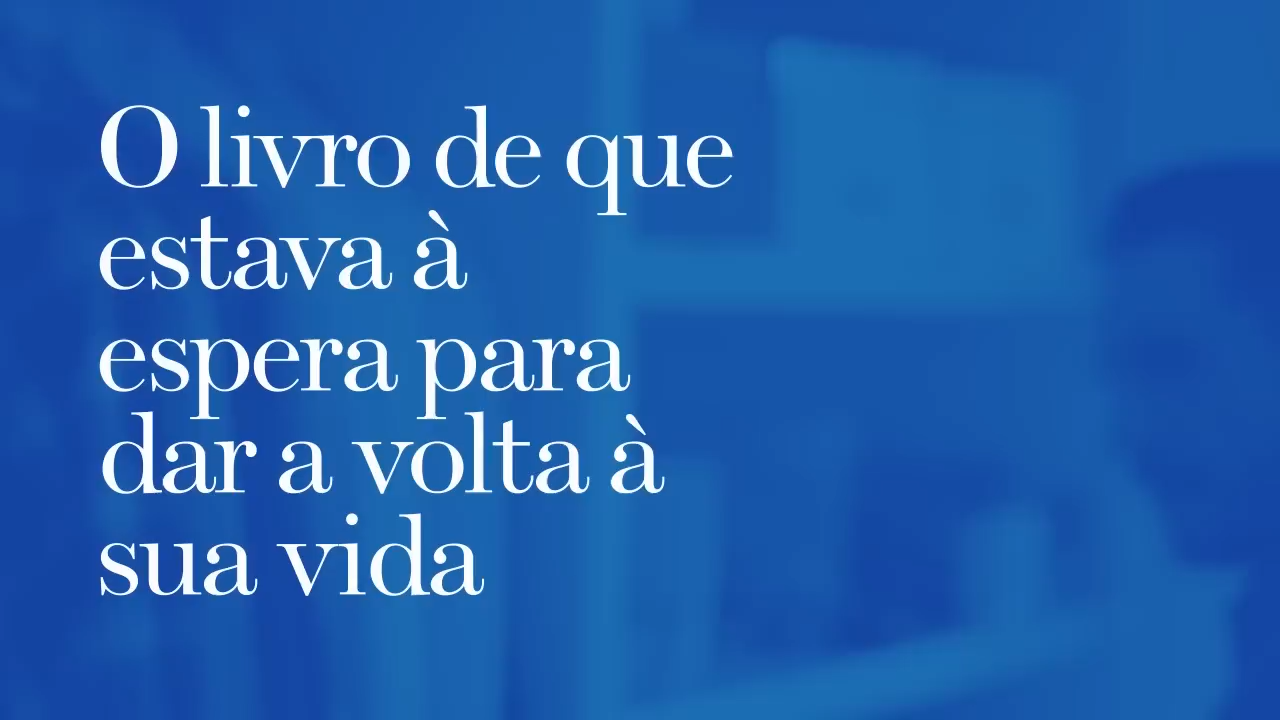 O livro de que
estava à
espera para
dar a volta à
sua vida